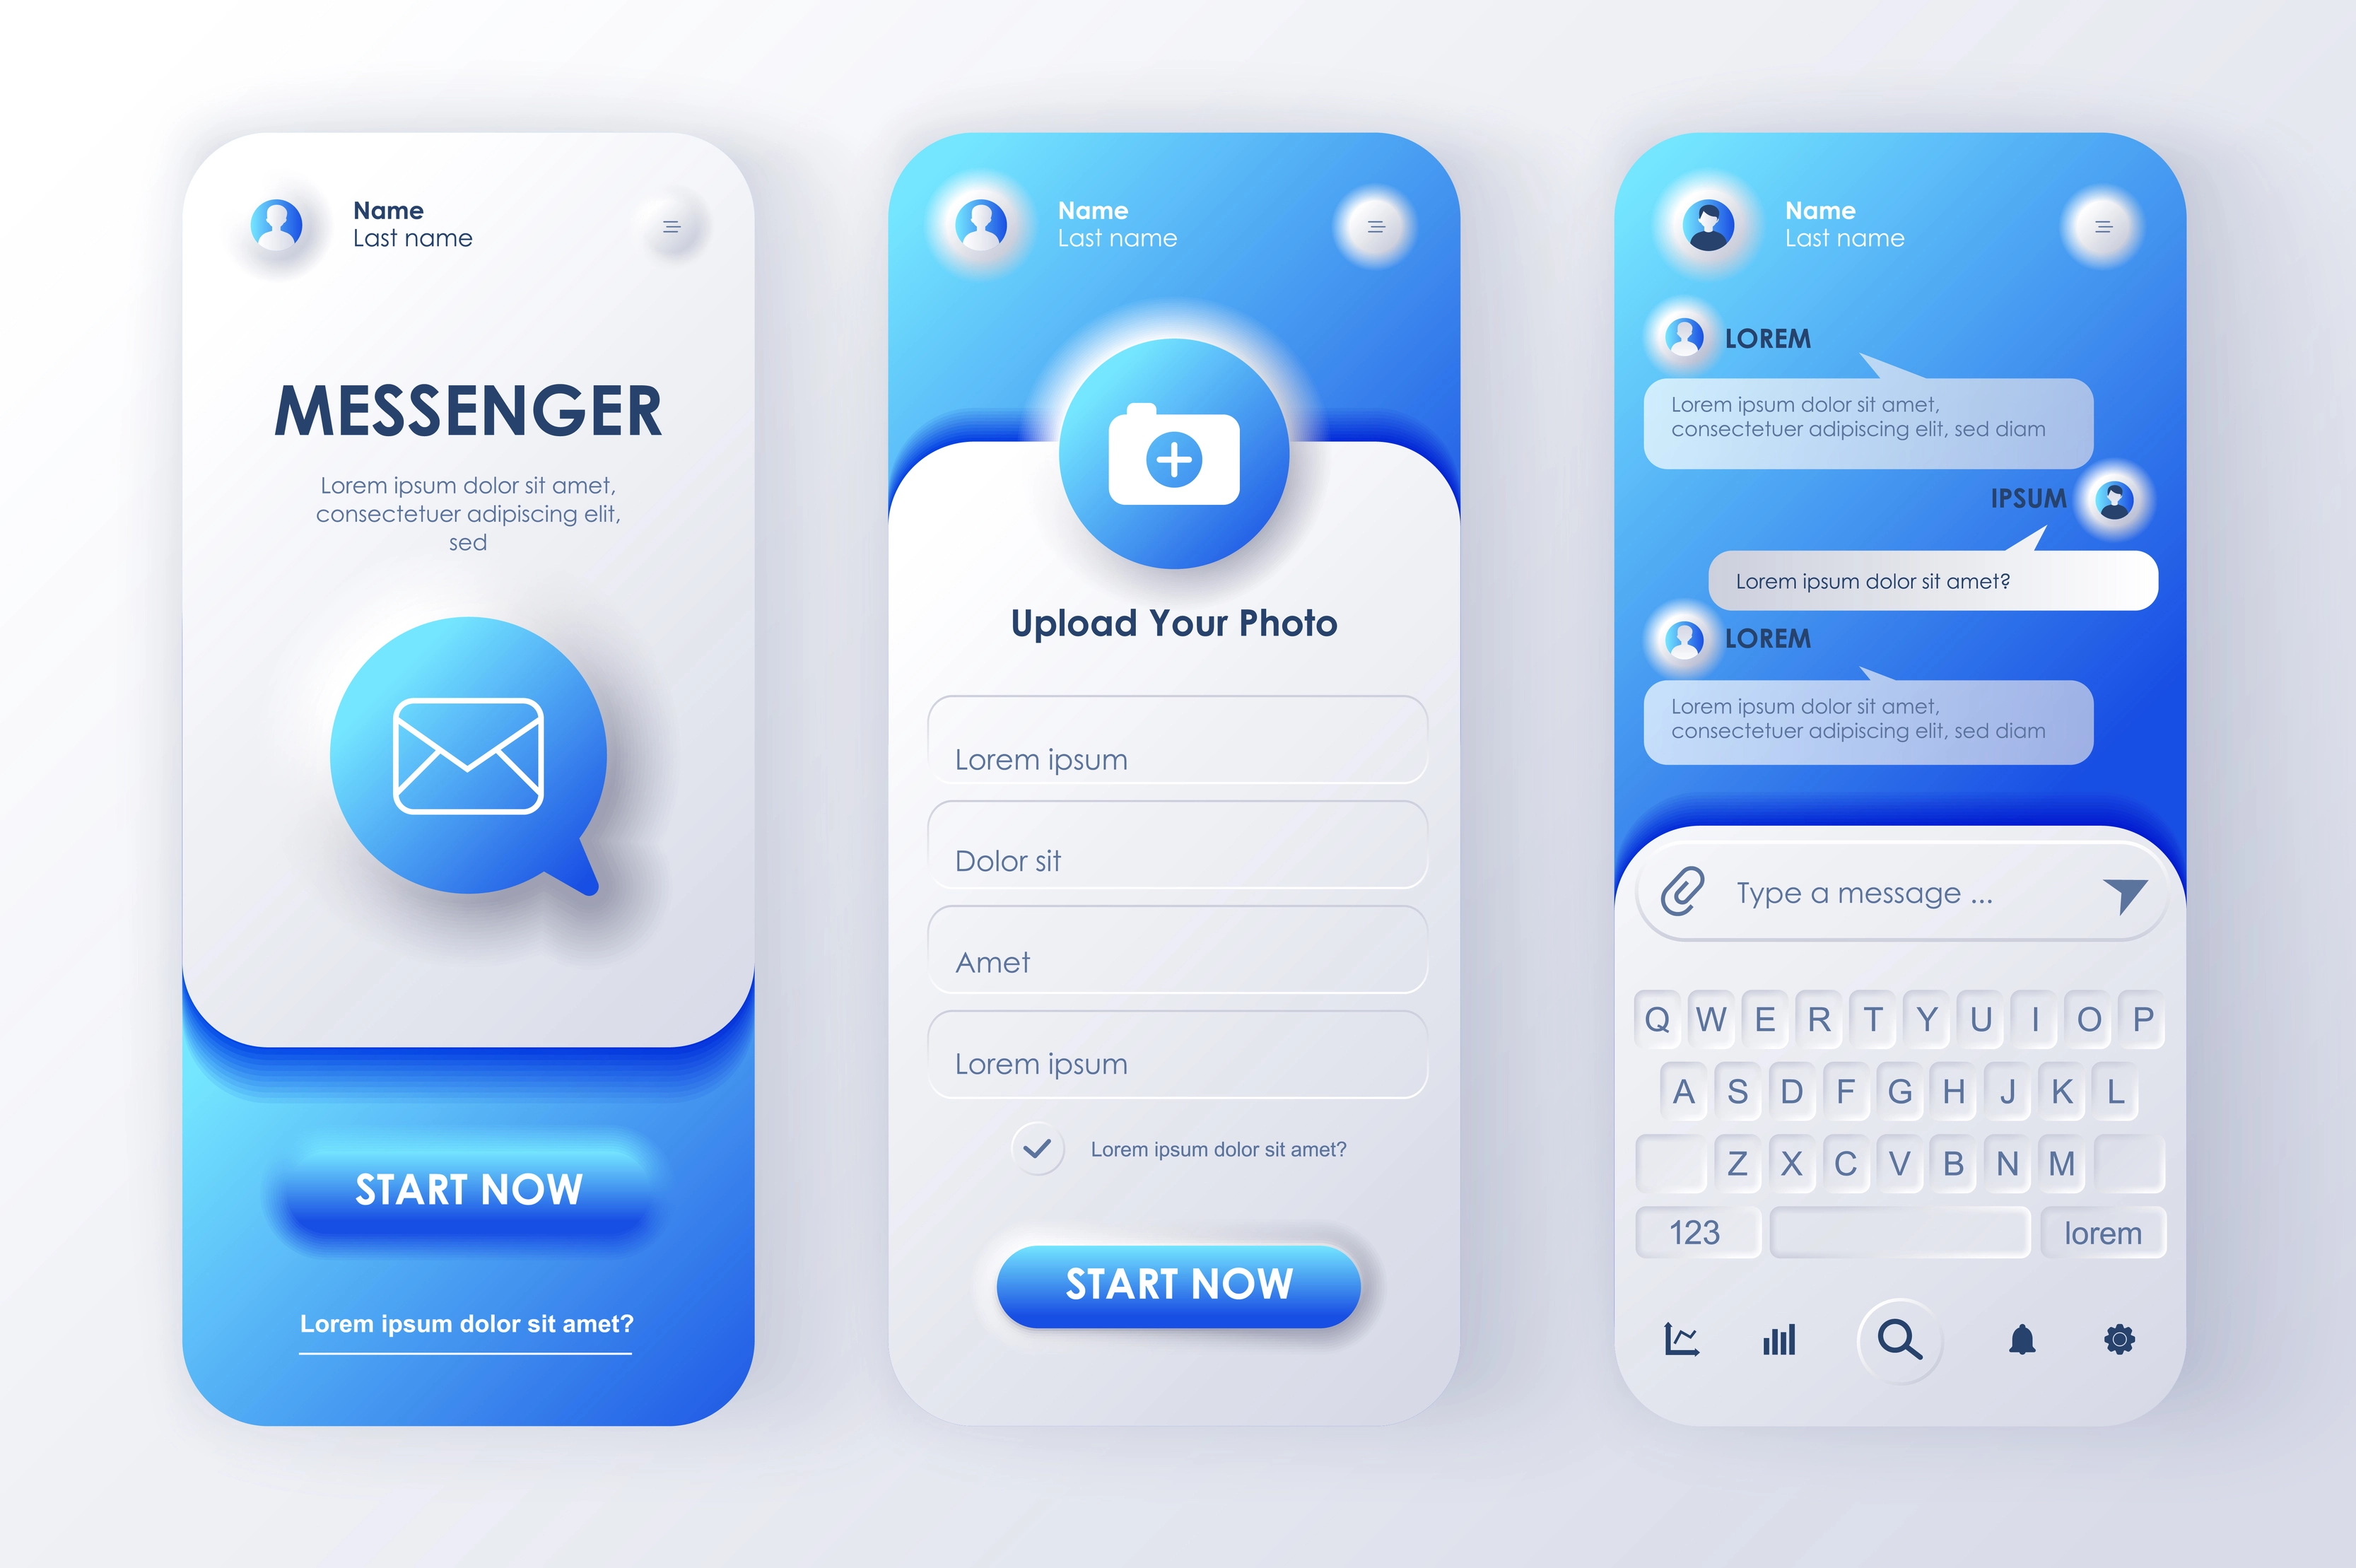 Name
Last name
MESSENGER
Lorem ipsum dolor sit amet,
consectetuer adipiscing elit,
sed
START NOW
Lorem ipsum dolor sit amet?
Name
Last name
Upload Your Photo
Lorem ipsum
Dolor sit
Amet
Lorem ipsum
Lorem ipsum dolor sit amet?
START NOW
Name
Last name
LOREM
Lorem ipsum dolor sit amet,
consectetuer adipiscing elit, sed diam
IPSUM
Lorem ipsum dolor sit amet?
LOREM
Lorem ipsum dolor sit amet,
consectetuer adipiscing elit, sed diam
Type a message ...
Q W E R T Y U I O P
A S D F G H J K L
Z X C V B N M
123 lorem